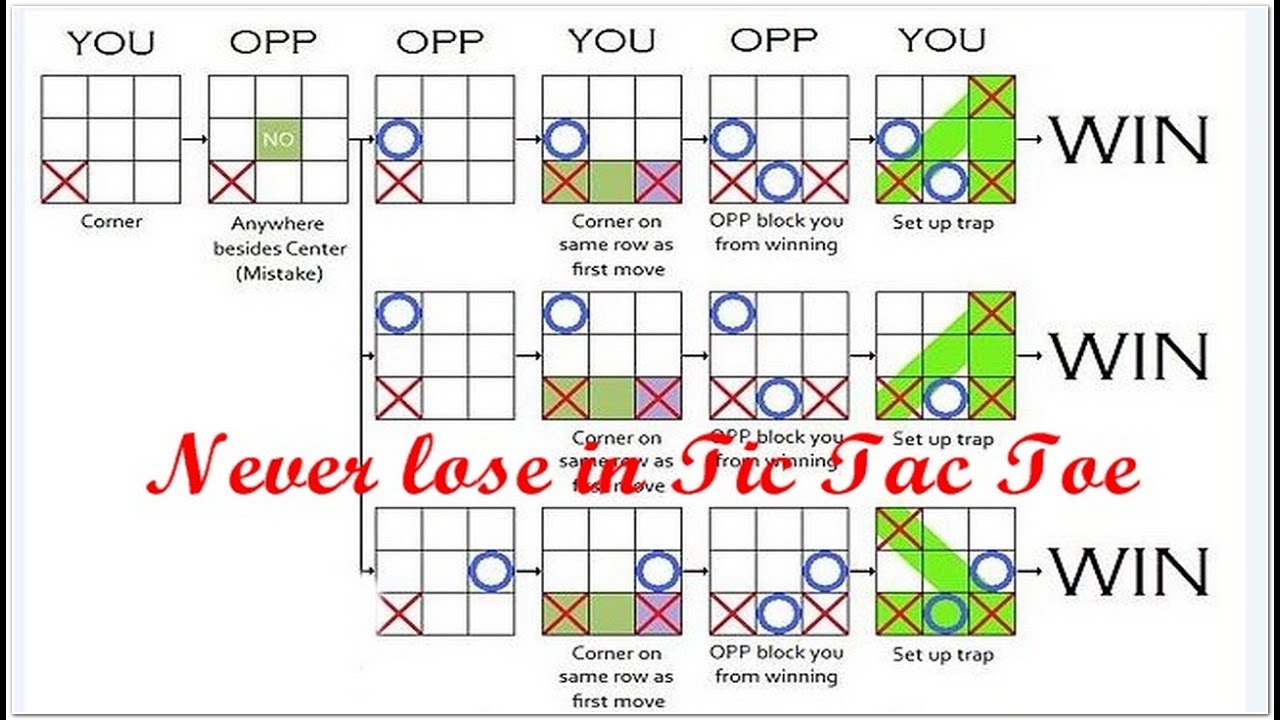 YOU OPP OPP YOU OPP YOU
NO
WIN
Corner
Anywhere
besides Center
(Mistake)
Corner on
same row as
first move
OPP block you
from winning
Set up trap
WIN
Corner on
same row as
first move
OPP block you
from winning
Set up trap
Never lose in Tic Tac Toe
WIN
Corner on
same row as
first move
OPP block you
from winning
Set up trap